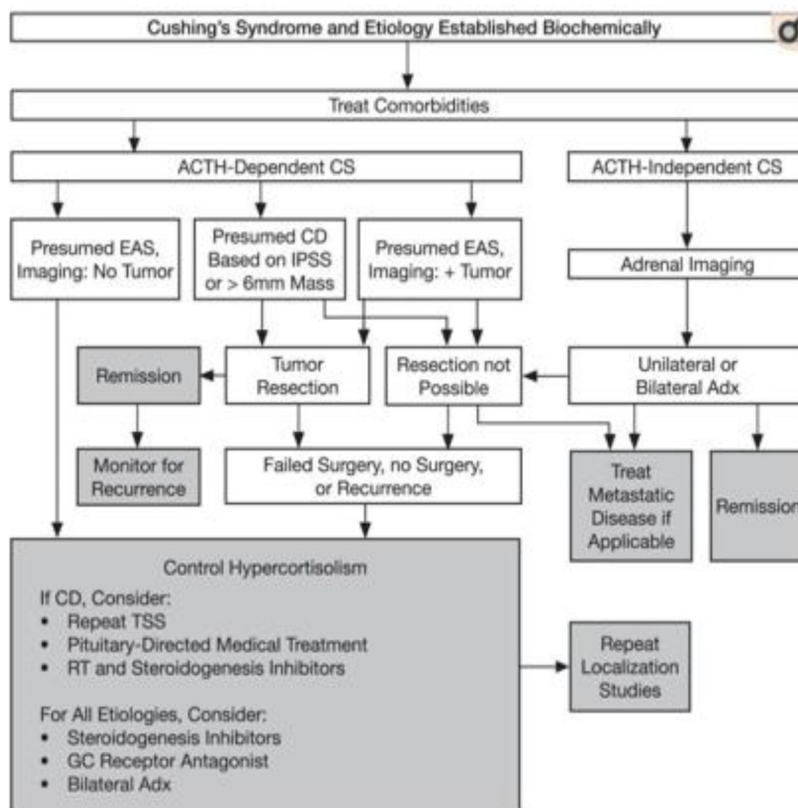 Cushing's Syndrome and Etiology Established Biochemically
Treat Comorbidities
ACTH-Dependent CS
ACTH-Independent CS
Presumed EAS,
Imaging: No Tumor
Presumed CD
Based on IPSS
or > 6mm Mass
Presumed EAS,
Imaging: + Tumor
Adrenal Imaging
Remission
Tumor
Resection
Resection not
Possible
Unilateral or
Bilateral Adx
Monitor for
Recurrence
Failed Surgery, no Surgery,
or Recurrence
Treat
Metastatic
Disease if
Applicable
Remission
Control Hypercortisolism
If CD, Consider:
• Repeat TSS
• Pituitary-Directed Medical Treatment
• RT and Steroidogenesis Inhibitors
For All Etiologies, Consider:
• Steroidogenesis Inhibitors
• GC Receptor Antagonist
• Bilateral Adx
Repeat
Localization
Studies